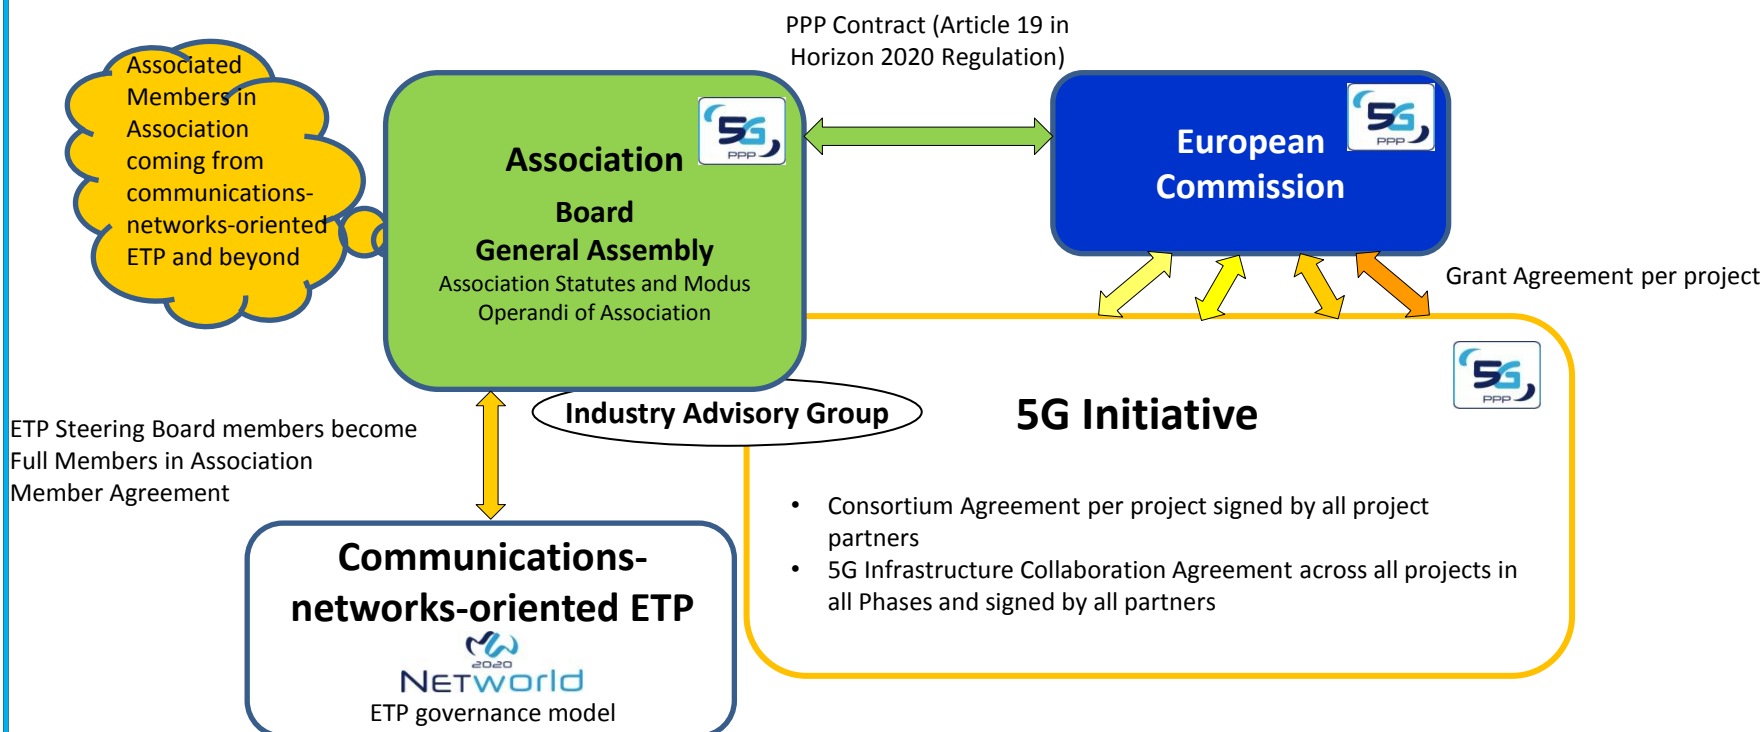 PPP Contract (Article 19 in
Horizon 2020 Regulation)
Associated
Members in
Association
coming from
communications-
networks-oriented
ETP and beyond
5G
PPP
Association
Board
General Assembly
Association Statutes and Modus
Operandi of Association
5G
PPP
European
Commission
Grant Agreement per project
Industry Advisory Group
5G
PPP
5G Initiative
ETP Steering Board members become
Full Members in Association
Member Agreement
• Consortium Agreement per project signed by all project
partners
• 5G Infrastructure Collaboration Agreement across all projects in
all Phases and signed by all partners
Communications-
networks-oriented ETP
2020
NETWORLD
ETP governance model